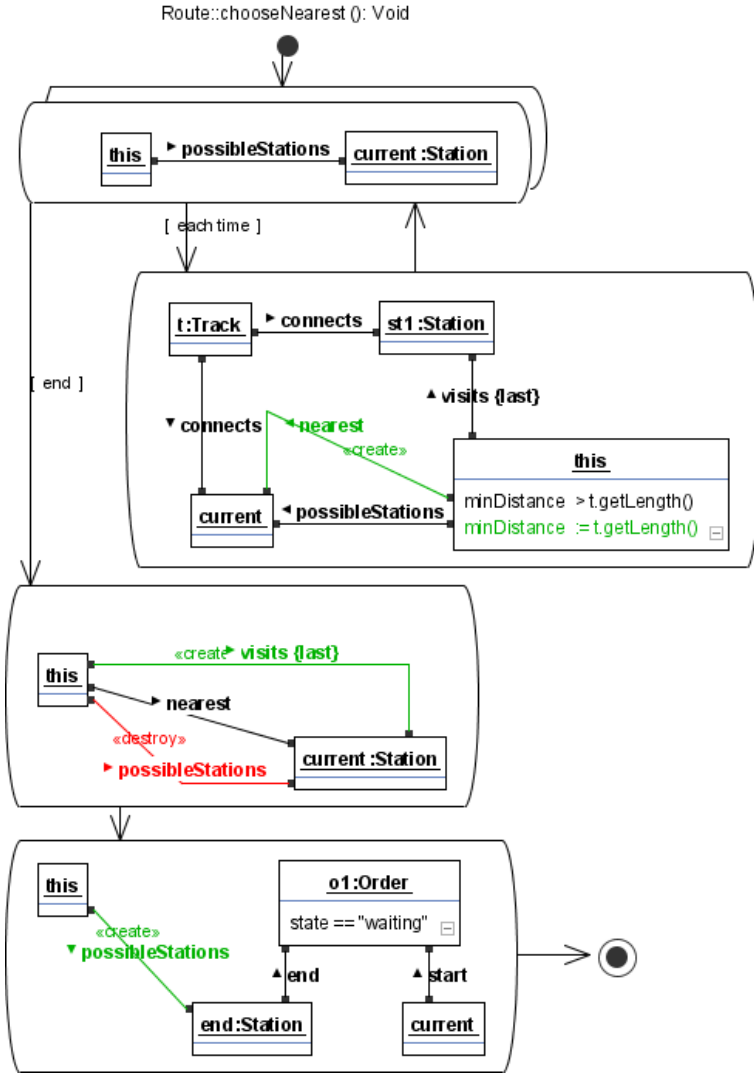 Route::chooseNearest (): Void
this
► possibleStations
current :Station
[ each time ]
t :Track
► connects
st1 :Station
[ end ]
▲ visits {last}
▼ connects
◄ nearest
«create»
this
minDistance > t.getLength()
minDistance := t.getLength()
current
◄ possibleStations
«create
► visits {last}
this
► nearest
«destroy»
► possibleStations
current :Station
this
o1 :Order
state == "waiting"
«create»
▼ possibleStations
▲ end
▲ start
end :Station
current